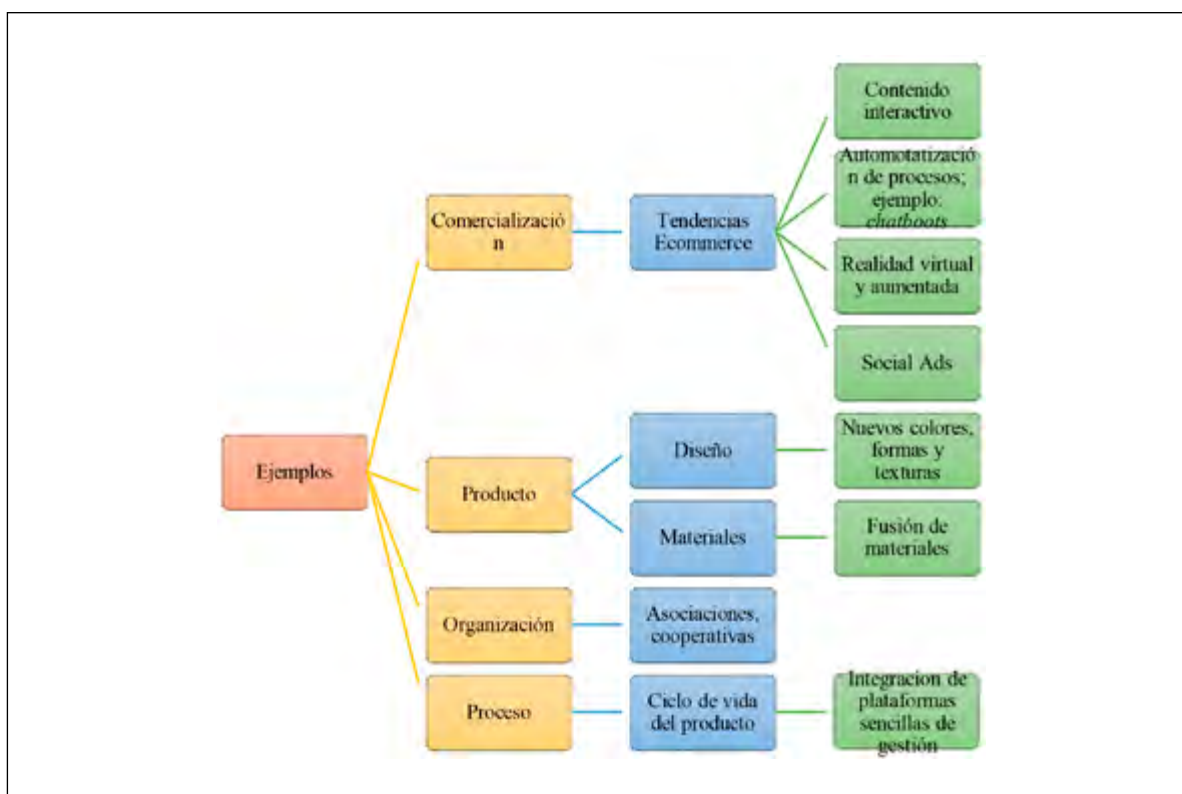 Contenido
interactivo
Automotatizació
n de procesos;
ejemplo:
chatboots
Comercializació
n
Tendencias
Ecommerce
Realidad virtual
y aumentada
Social Ads
Ejemplos
Producto
Diseño
Nuevos colores,
formas y
texturas
Materiales
Fusión de
materiales
Organización
Asociaciones,
cooperativas
Proceso
Ciclo de vida
del producto
Integracion de
plataformas
sencillas de
gestión